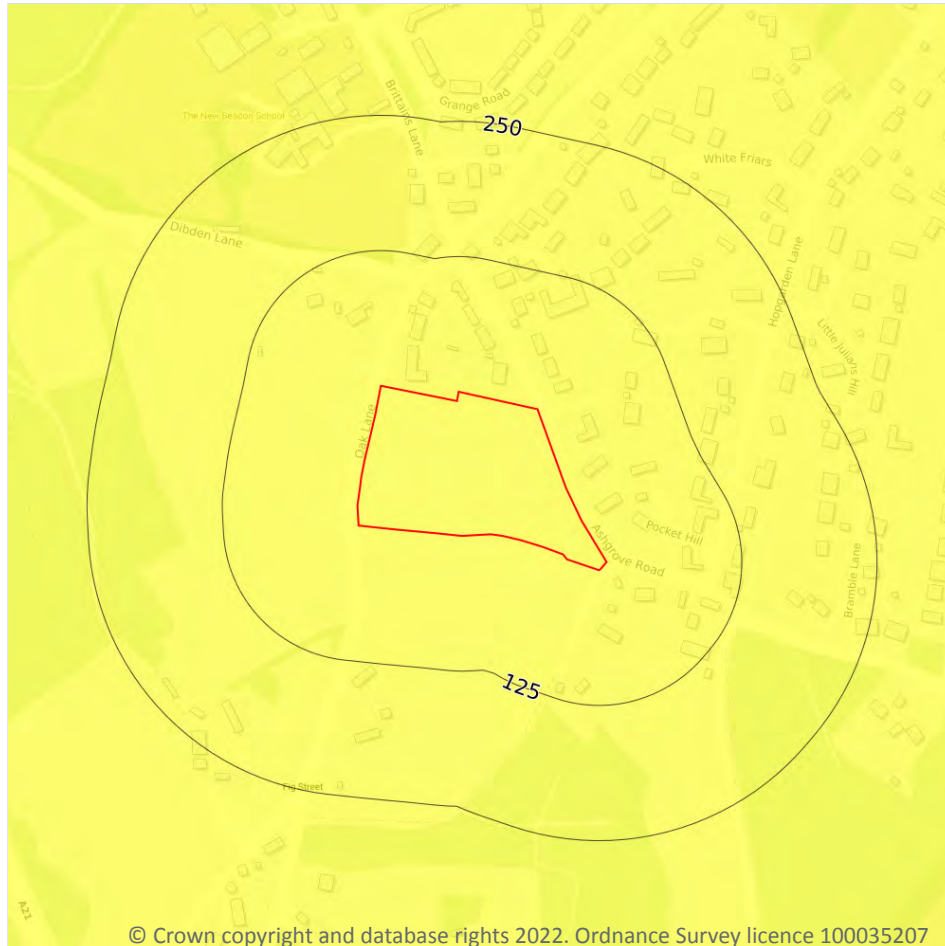 Grange Road
Brittains Lane
The New Beacon School
250
White Friars
Dibden Lane
Hopgarden Lane
Little Julians Hill
Oak Lane
Ashgrove Road
Pocket Hill
Bramble Lane
125
Fig Street
A21
© Crown copyright and database rights 2022. Ordnance Survey licence 100035207